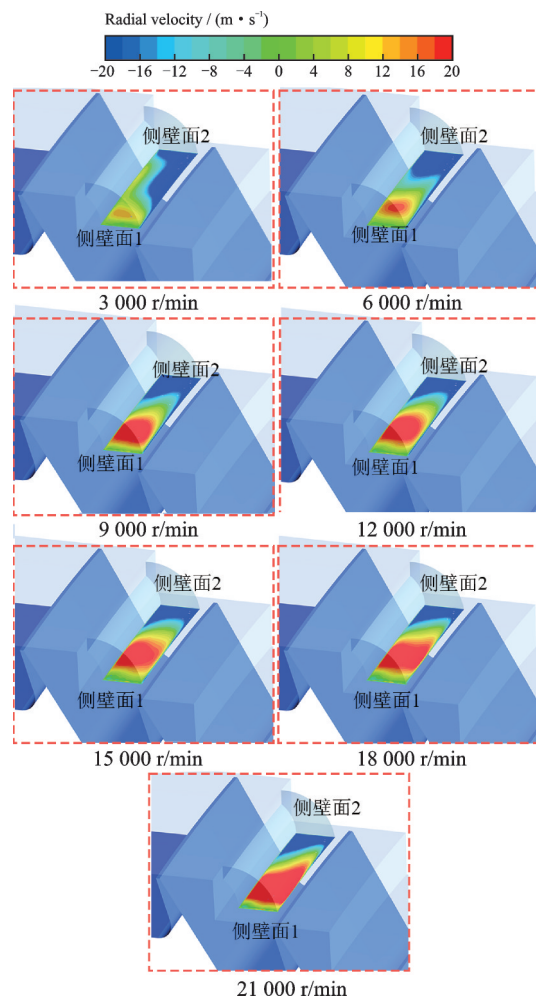 Radial velocity / (m·s⁻¹)
−20 −16 −12 −8 −4 0 4 8 12 16 20
侧壁面2 侧壁面2
侧壁面1 侧壁面1
3 000 r/min 6 000 r/min
侧壁面2 侧壁面2
侧壁面1 侧壁面1
9 000 r/min 12 000 r/min
侧壁面2 侧壁面2
侧壁面1 侧壁面1
15 000 r/min 18 000 r/min
侧壁面2
侧壁面1
21 000 r/min